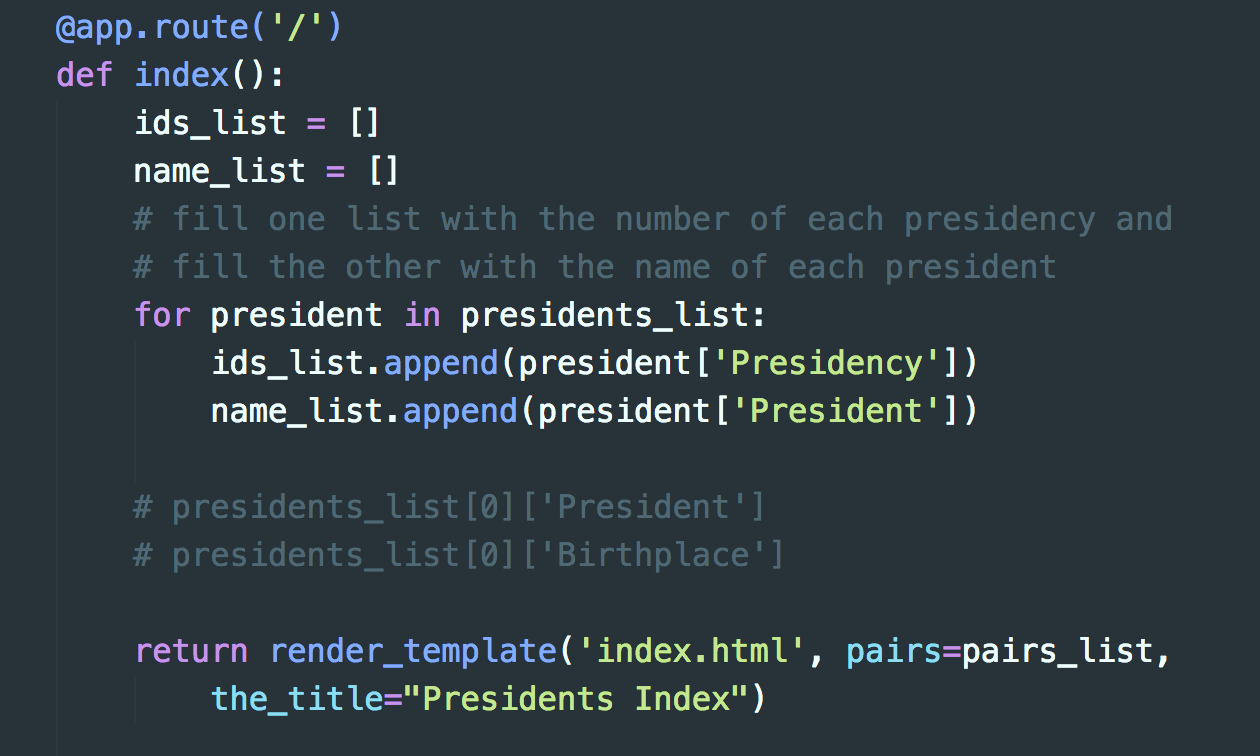 @app.route('/')
def index():
    ids_list = []
    name_list = []
    # fill one list with the number of each presidency and
    # fill the other with the name of each president
    for president in presidents_list:
        ids_list.append(president['Presidency'])
        name_list.append(president['President'])
    # presidents_list[0]['President']
    # presidents_list[0]['Birthplace']
    return render_template('index.html', pairs=pairs_list,
        the_title="Presidents Index")